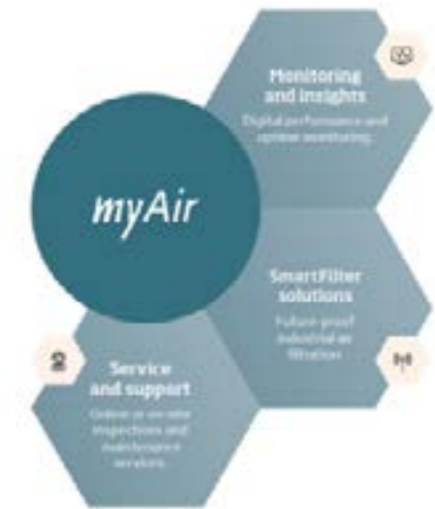 Monitoring
and insights
Digital performance and
uptime monitoring
myAir
SmartFilter
solutions
Future-proof
industrial air
filtration
Service
and support
Online or on-site
inspections and
maintenance
services